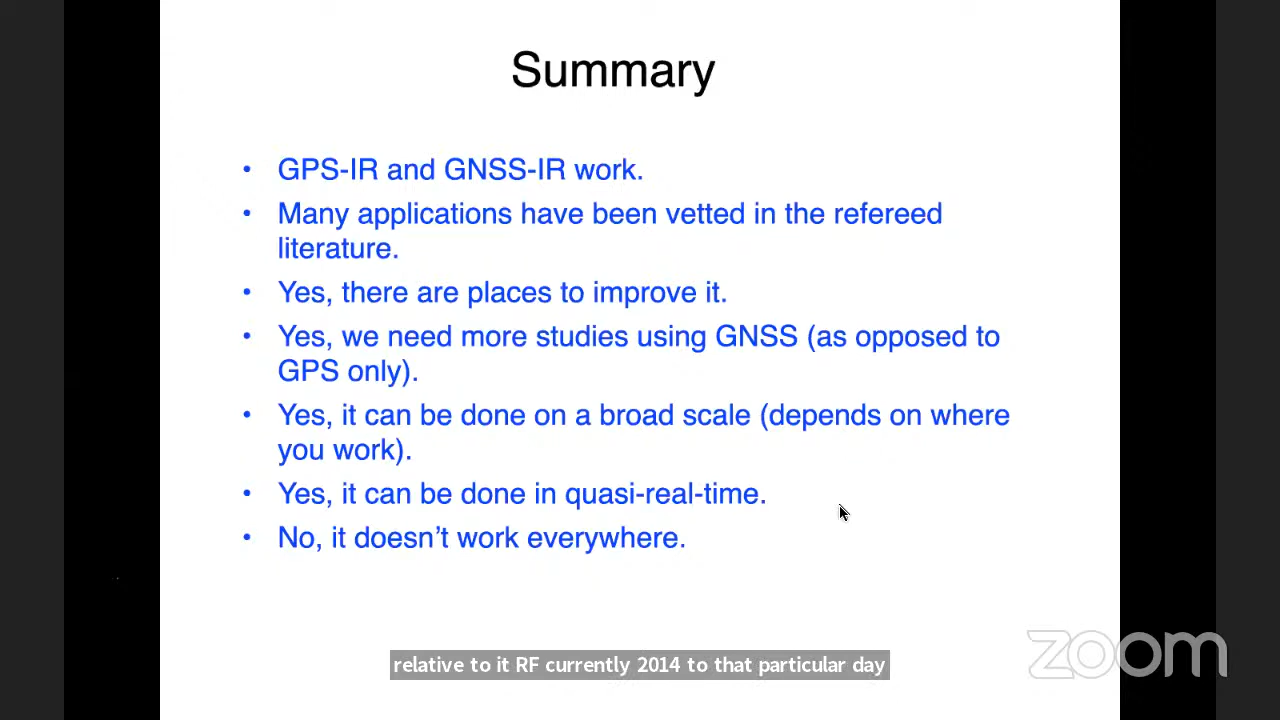 Summary
• GPS-IR and GNSS-IR work.
• Many applications have been vetted in the refereed
literature.
• Yes, there are places to improve it.
• Yes, we need more studies using GNSS (as opposed to
GPS only).
• Yes, it can be done on a broad scale (depends on where
you work).
• Yes, it can be done in quasi-real-time.
• No, it doesn’t work everywhere.
relative to it RF currently 2014 to that particular day
zoom